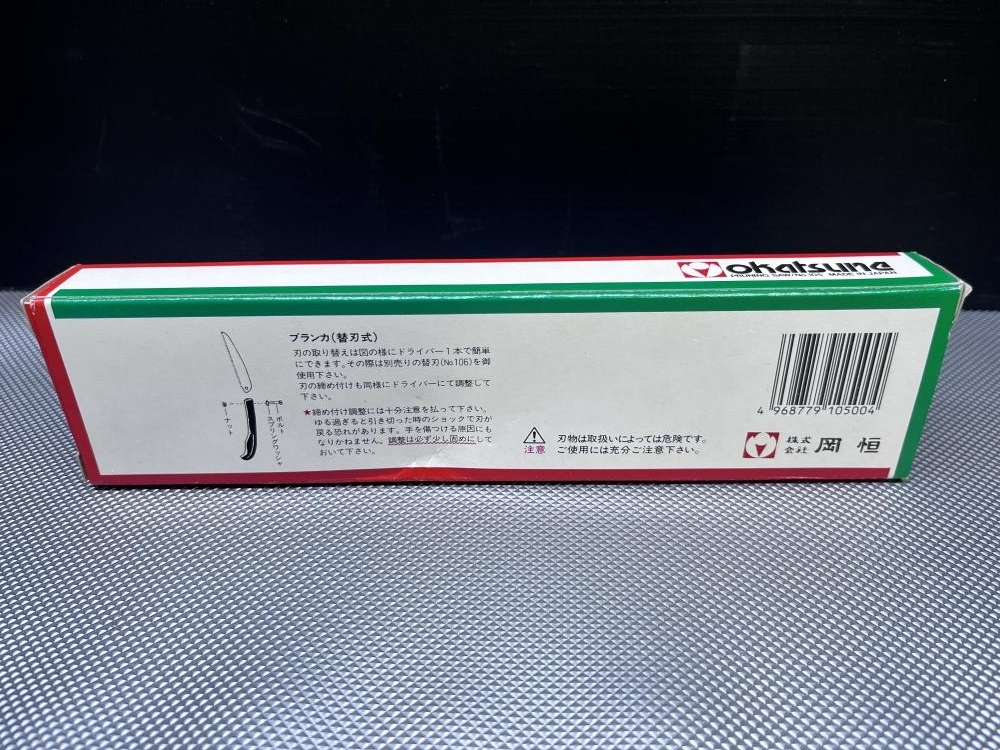 okatsune
PRUNING SAW/No.105 MADE IN JAPAN
ブランカ(替刃式)
刃の取り替えは図の様にドライバー1本で簡単
にできます。その際は別売りの替刃(No.106)を御
使用下さい。
刃の締め付けも同様にドライバーにて調整して
下さい。
★締め付け調整には十分注意を払って下さい。
ゆる過ぎると引き切った時のショックで刃が
戻る恐れがあります。手を傷つける原因にも
なりかねません。調整は必ず少し固めにして
おいて下さい。
ナット
ボルト
スプリングワッシャ
注意
刃物は取扱いによっては危険です。
ご使用には充分ご注意下さい。
4 968779 105004
株式
会社 岡 恒